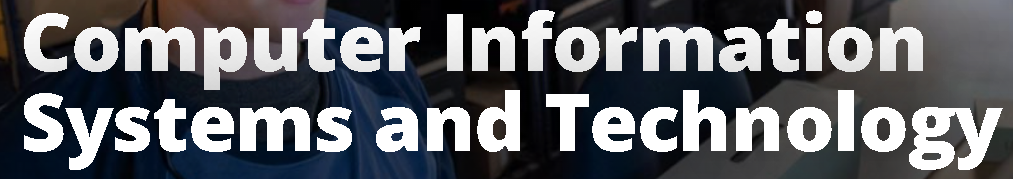 Computer Information
Systems and Technology